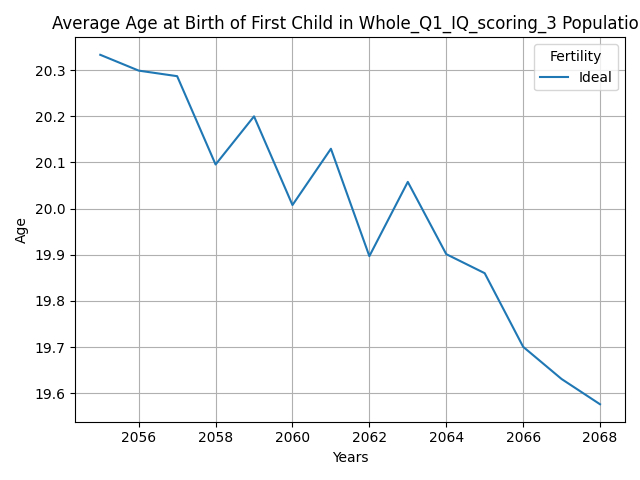 Average Age at Birth of First Child in Whole_Q1_IQ_scoring_3 Populatio
Fertility
Ideal
20.3
20.2
20.1
20.0
19.9
19.8
19.7
19.6
Age
2056 2058 2060 2062 2064 2066 2068
Years